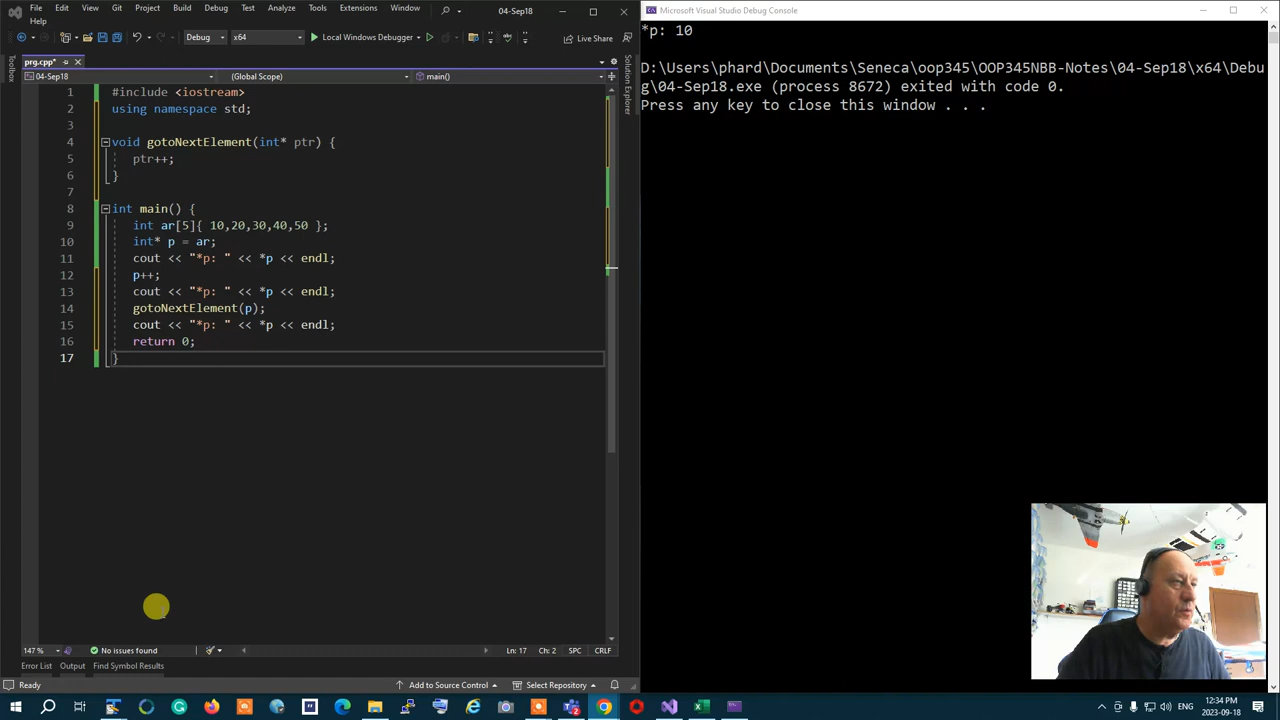 File Edit View Git Project Build Debug Test Analyze Tools Extensions Window
Help
04-Sep18
Debug x64 Local Windows Debugger Live Share
prg.cpp*
04-Sep18 (Global Scope) main()
Toolbox
Solution Explorer
1 #include <iostream>
2 using namespace std;
3
4 void gotoNextElement(int* ptr) {
5 ptr++;
6 }
7
8 int main() {
9 int ar[5]{ 10,20,30,40,50 };
10 int* p = ar;
11 cout << "*p: " << *p << endl;
12 p++;
13 cout << "*p: " << *p << endl;
14 gotoNextElement(p);
15 cout << "*p: " << *p << endl;
16 return 0;
17 }
147 % No issues found Ln: 17 Ch: 2 SPC CRLF
Error List Output Find Symbol Results
Ready Add to Source Control Select Repository
Microsoft Visual Studio Debug Console
*p: 10
D:\Users\phard\Documents\Seneca\oop345\OOP345NBB-Notes\04-Sep18\x64\Debu
g\04-Sep18.exe (process 8672) exited with code 0.
Press any key to close this window . . .
ENG
12:34 PM
2023-09-18